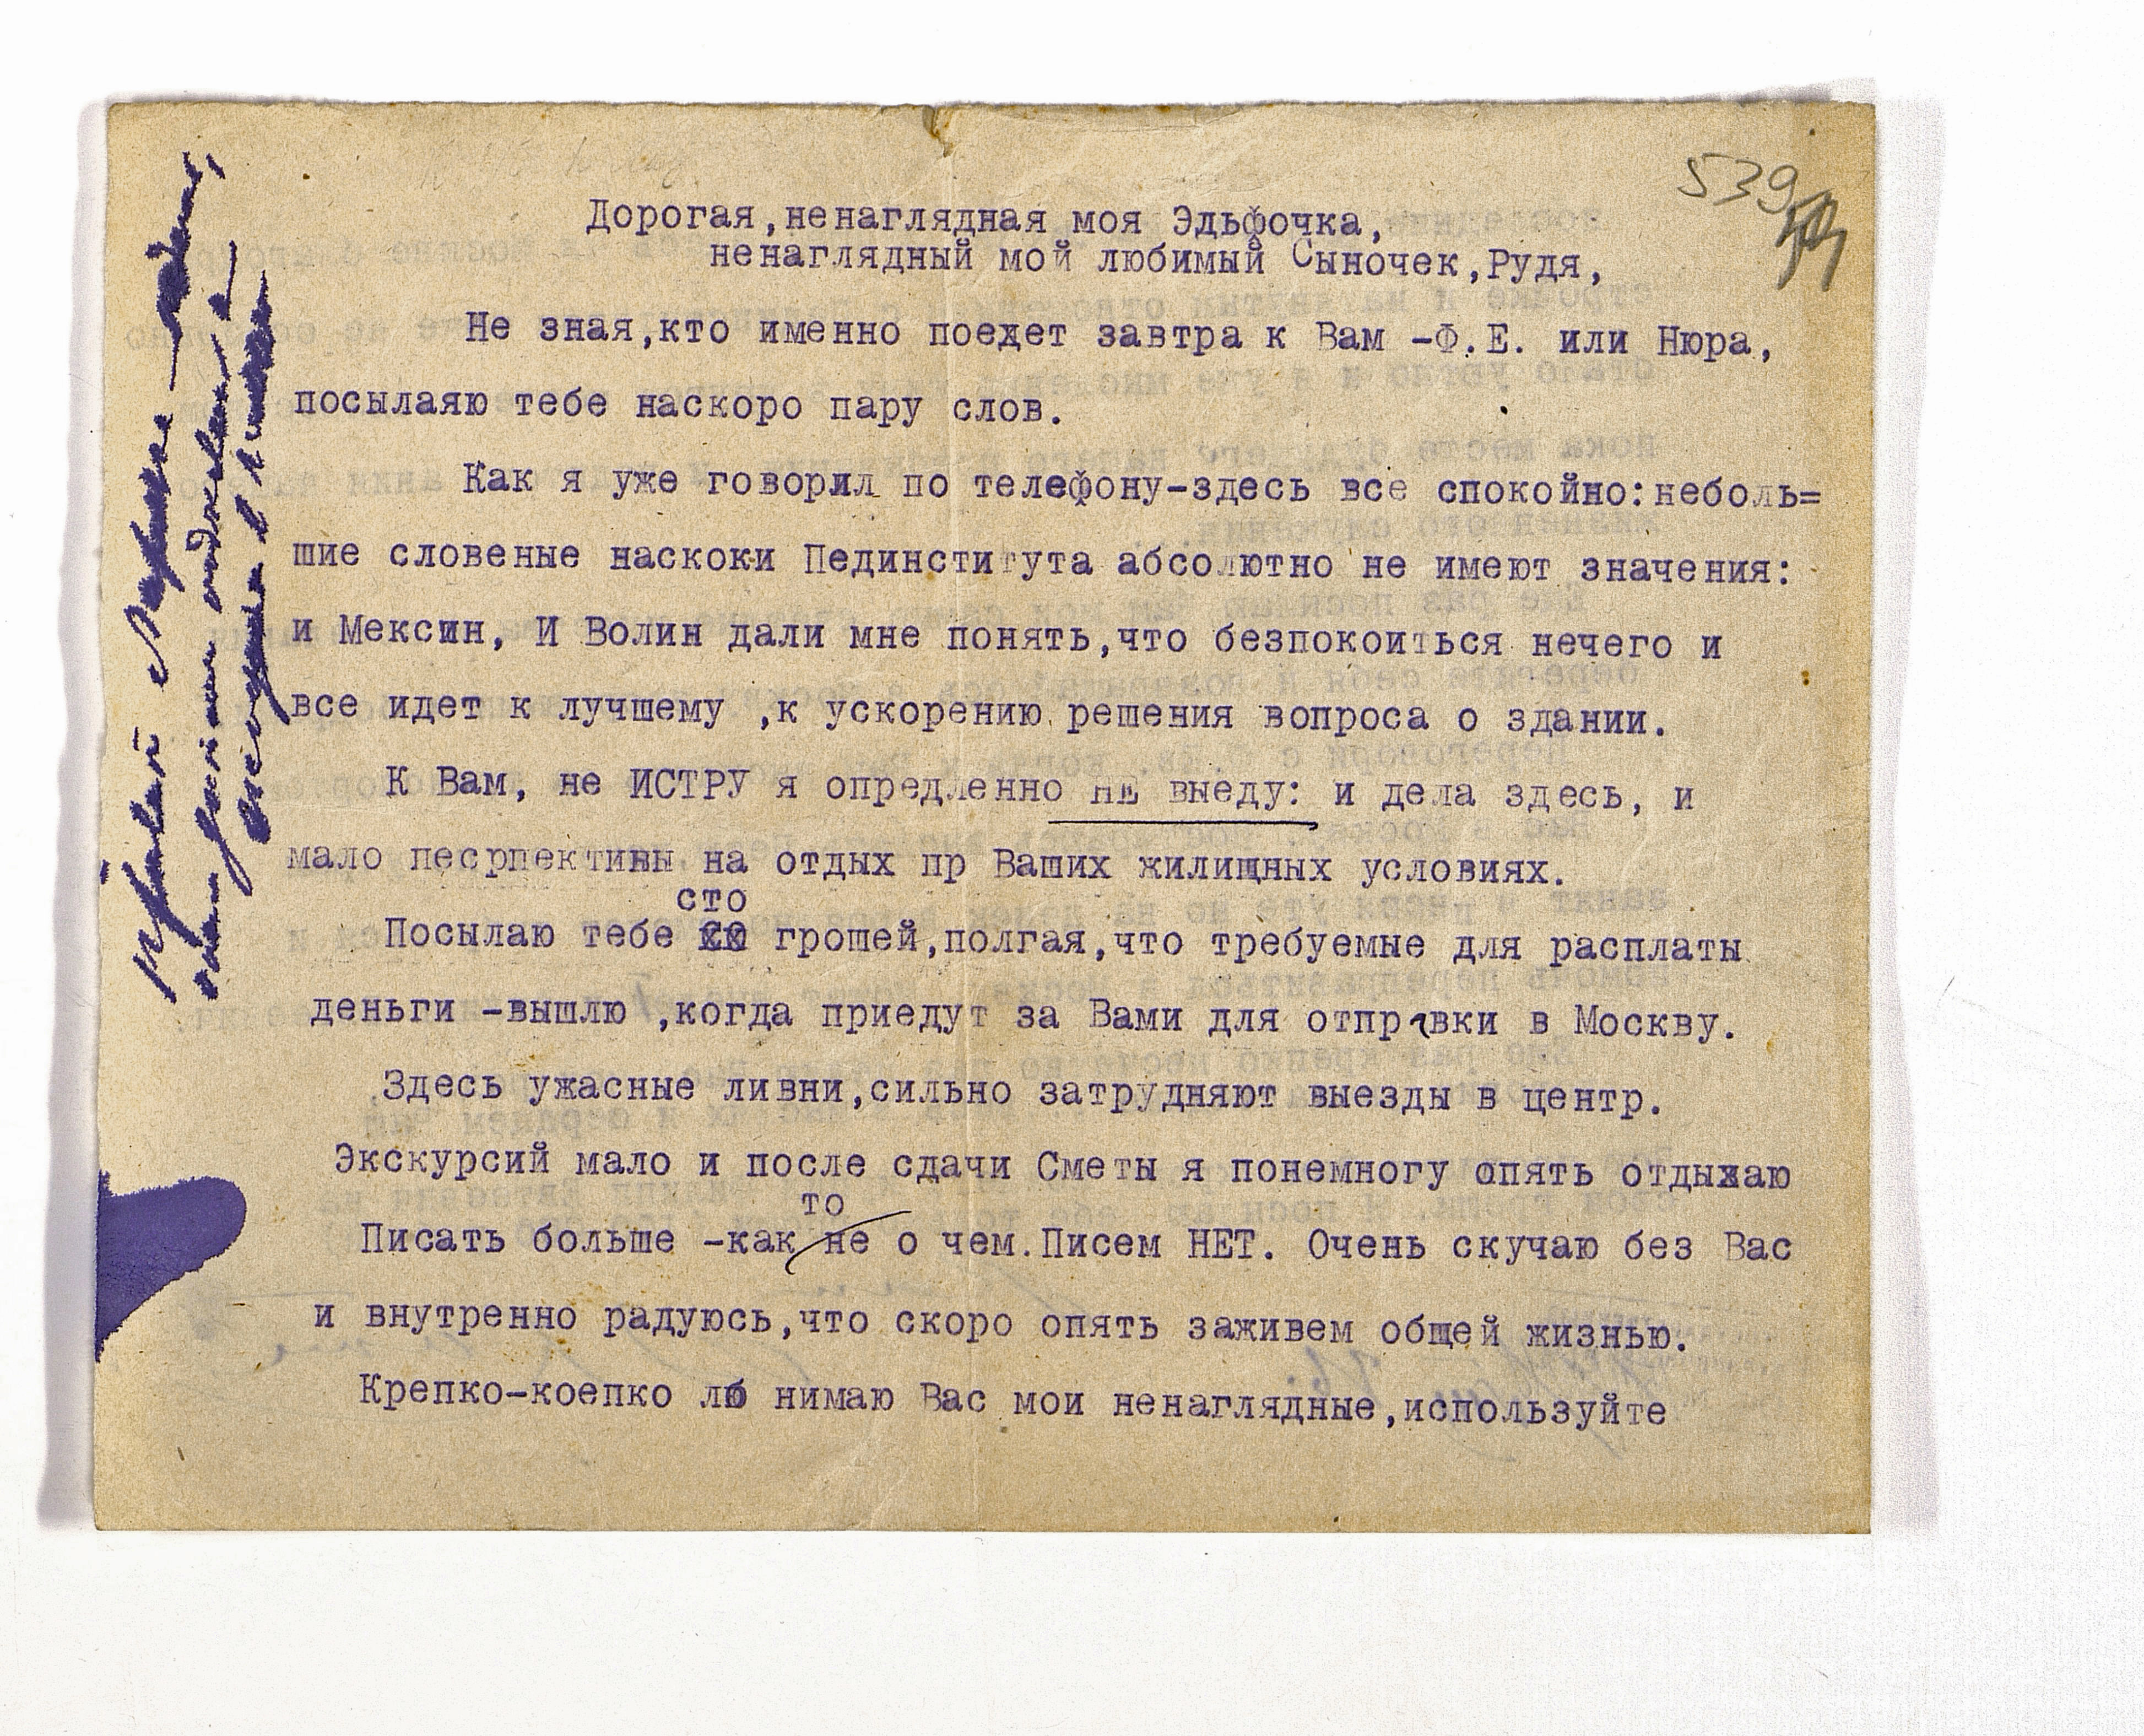 539
Дорогая,ненаглядная моя Эдьфочка,
ненаглядный мой любимый Сыночек,Рудя,
Не зная,кто именно поедет завтра к Вам -Ф.Е. или Нюра,
посылаяю тебе наскоро пару слов.
Как я уже говорил по телефону-здесь все спокойно:неболь=
шие словеные наскоки Пединститута абсолютно не имеют значения:
и Мексин, И Волин дали мне понять,что безпокоиться нечего и
все идет к лучшему ,к ускорению решения вопроса о здании.
К Вам, не ИСТРУ я опредленно НЕ выеду: и дела здесь, и
мало песрпективы на отдых пр Ваших жилищных условиях.
сто
Посылаю тебе грошей,полгая,что требуемые для расплаты
деньги -вышлю ,когда приедут за Вами для отправки в Москву.
Здесь ужасные ливни,сильно затрудняют выезды в центр.
Экскурсий мало и после сдачи Сметы я понемногу опять отдыхаю
то
Писать больше -как не о чем.Писем НЕТ. Очень скучаю без Вас
и внутренно радуюсь,что скоро опять заживем общей жизнью.
Крепко-коепко лб нимаю Вас мои ненаглядные,используйте